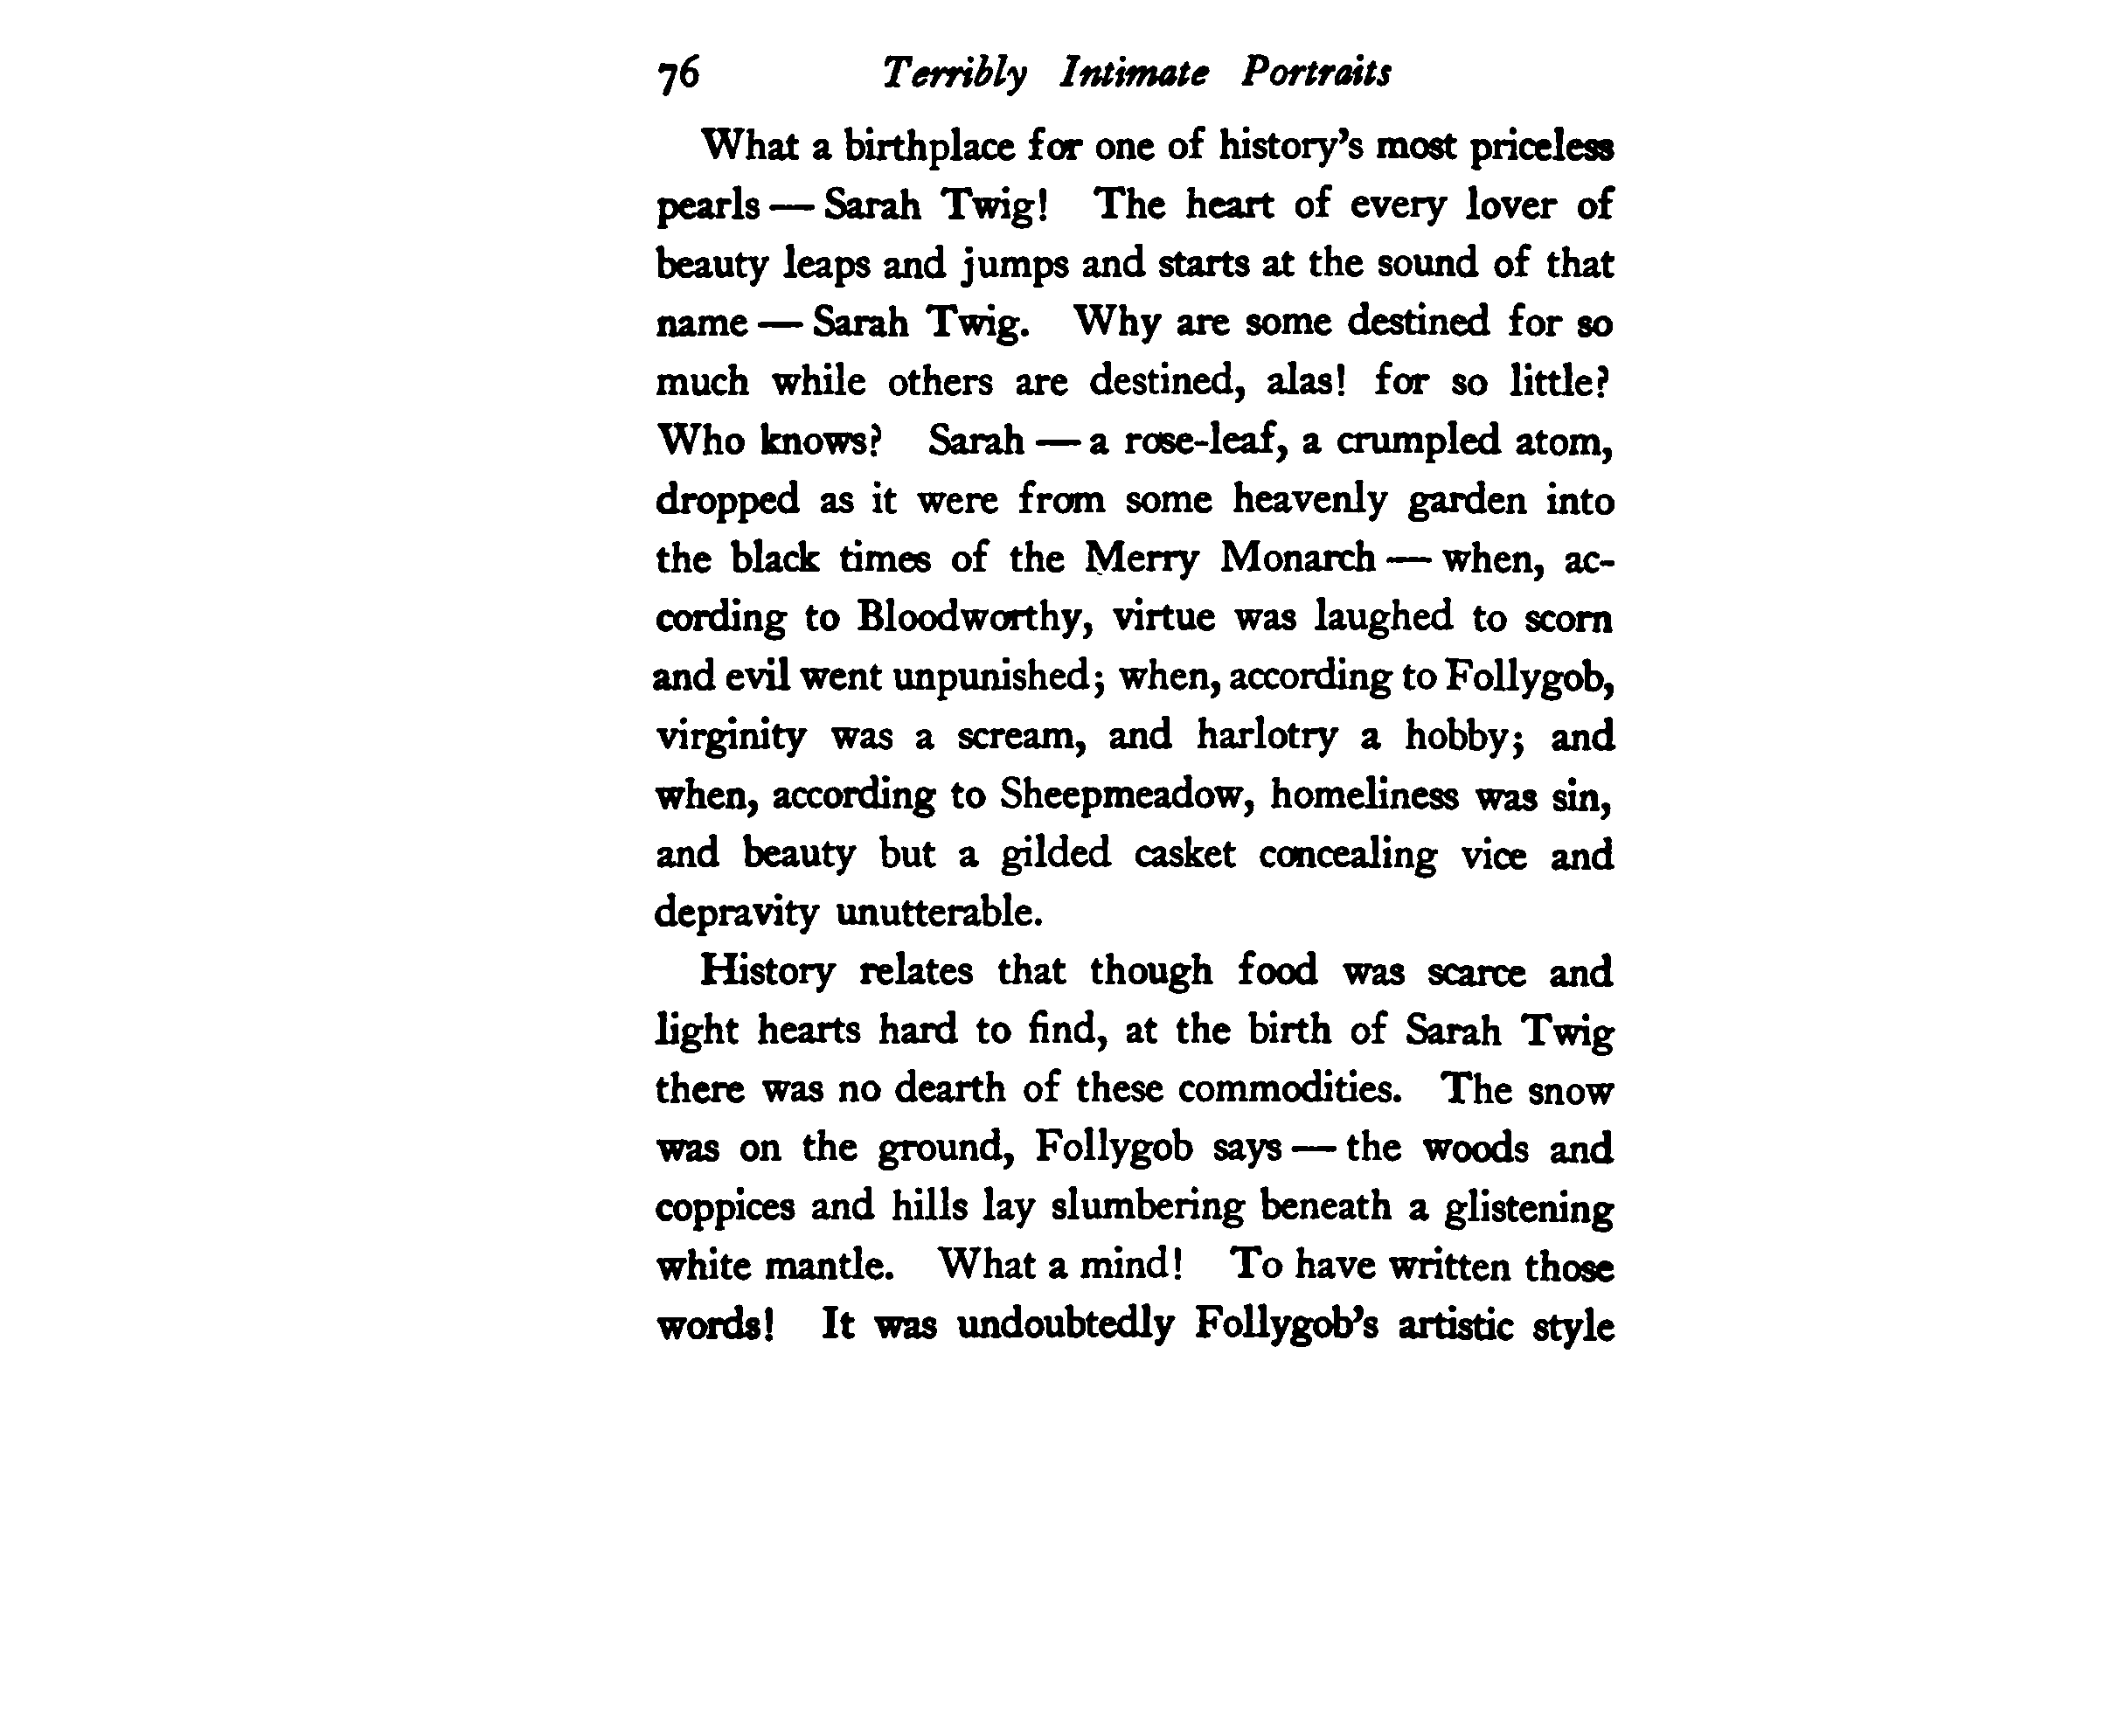 76 Terribly Intimate Portraits
What a birthplace for one of history's most priceless
pearls — Sarah Twig! The heart of every lover of
beauty leaps and jumps and starts at the sound of that
name — Sarah Twig. Why are some destined for so
much while others are destined, alas! for so little?
Who knows? Sarah — a rose-leaf, a crumpled atom,
dropped as it were from some heavenly garden into
the black times of the Merry Monarch — when, ac-
cording to Bloodworthy, virtue was laughed to scorn
and evil went unpunished; when, according to Follygob,
virginity was a scream, and harlotry a hobby; and
when, according to Sheepmeadow, homeliness was sin,
and beauty but a gilded casket concealing vice and
depravity unutterable.
History relates that though food was scarce and
light hearts hard to find, at the birth of Sarah Twig
there was no dearth of these commodities. The snow
was on the ground, Follygob says — the woods and
coppices and hills lay slumbering beneath a glistening
white mantle. What a mind! To have written those
words! It was undoubtedly Follygob's artistic style